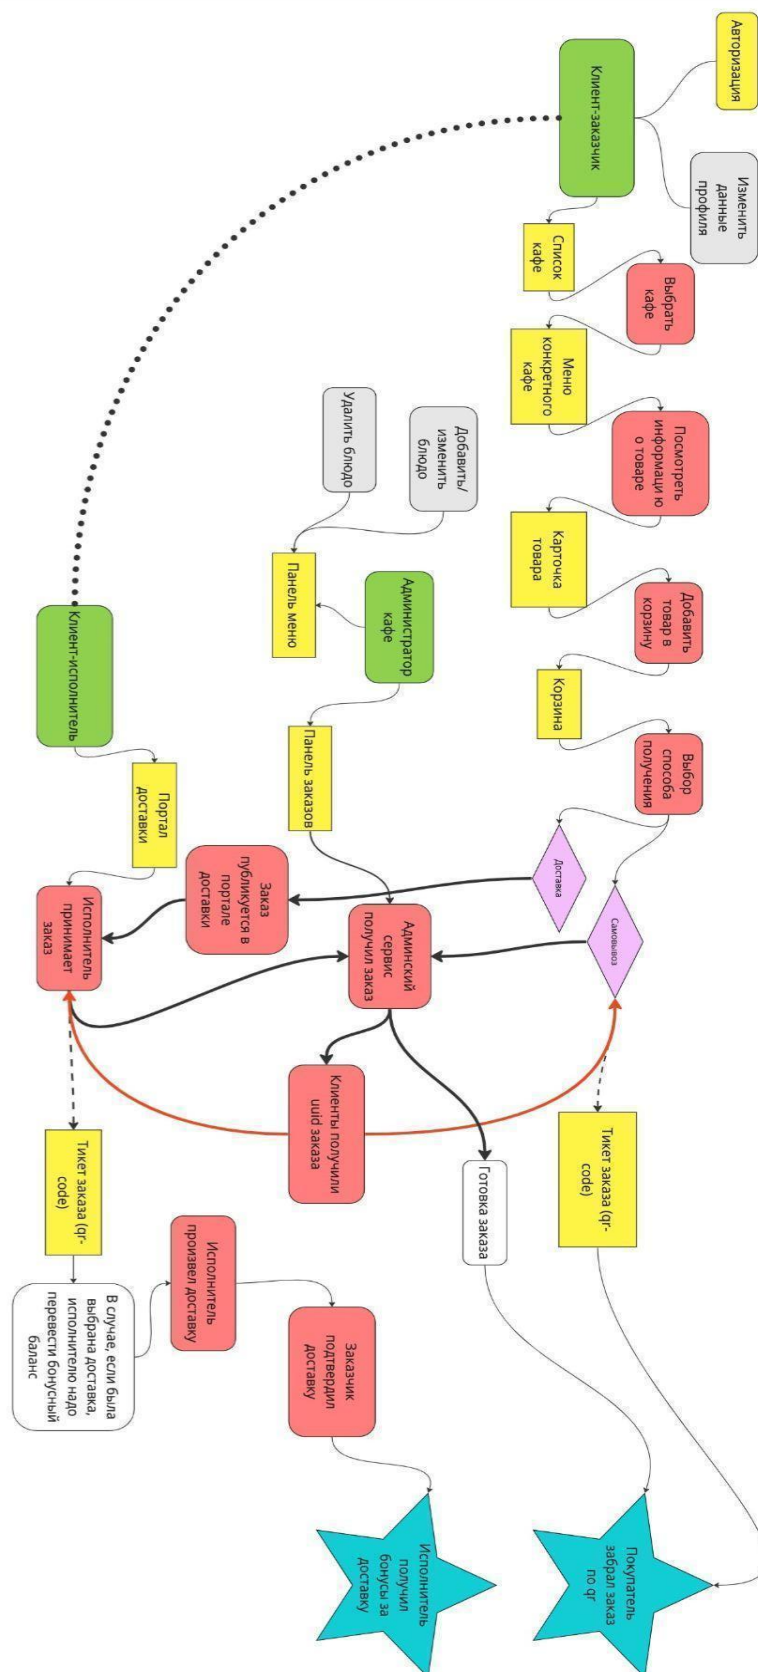 Авторизация
Изменить
данные
профиля
Клиент-заказчик
Список
кафе
Выбрать
кафе
Меню
конкретного
кафе
Посмотреть
информаци ю
о товаре
Карточка
товара
Добавить
товар в
корзину
Корзина
Выбор
способа
получения
Доставка
Самовывоз
Тикет заказа (qr-
code)
Покупатель
забрал заказ
по qr
Добавить/
изменить
блюдо
Удалить блюдо
Панель меню
Администратор
кафе
Панель заказов
Админский
сервис
получил заказ
Готовка заказа
Клиенты получили
uuid заказа
Клиент-исполнитель
Портал
доставки
Заказ
публикуется в
портале
доставки
Исполнитель
принимает
заказ
Тикет заказа (qr-
code)
В случае, если была
выбрана доставка,
исполнителю надо
перевести бонусный
баланс
Исполнитель
произвел доставку
Заказчик
подтвердил
доставку
Исполнитель
получил
бонусы за
доставку